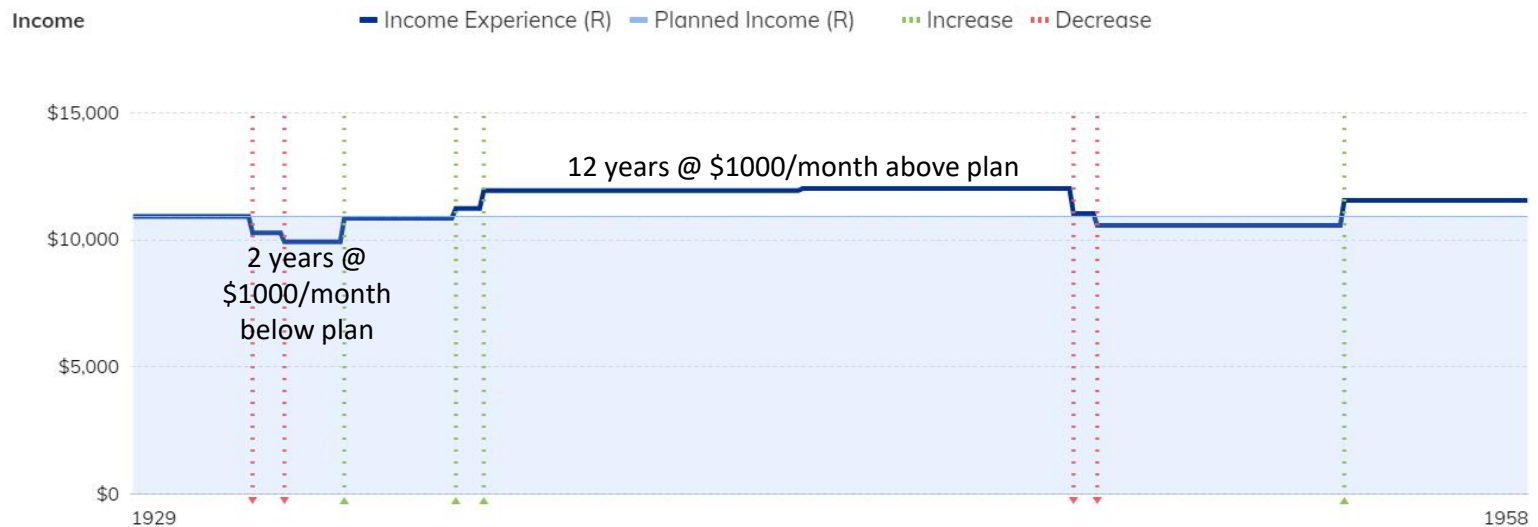 Income
Income Experience (R) Planned Income (R) Increase Decrease
$15,000
12 years @ $1000/month above plan
$10,000
2 years @
$1000/month
below plan
$5,000
$0
1929 1958